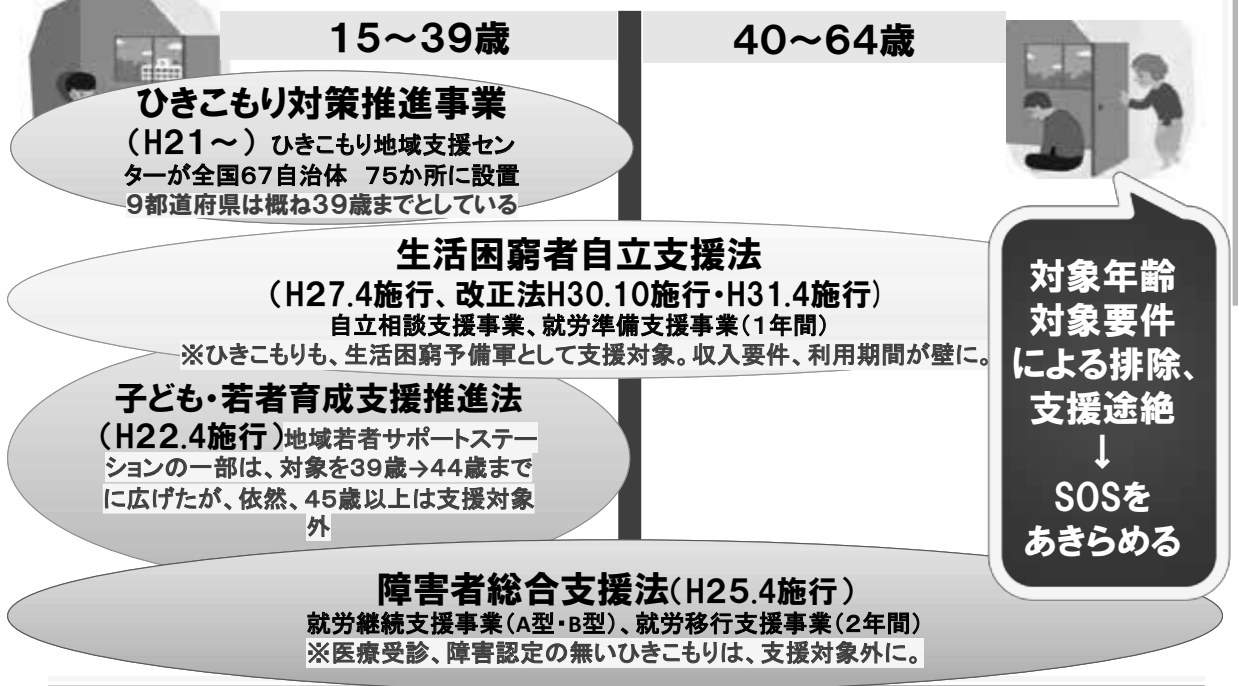 15～39歳
40～64歳
ひきこもり対策推進事業
（H21～）ひきこもり地域支援セン
ターが全国67自治体　75か所に設置
9都道府県は概ね39歳までとしている
生活困窮者自立支援法
（H27.4施行、改正法H30.10施行・H31.4施行）
自立相談支援事業、就労準備支援事業（1年間）
※ひきこもりも、生活困窮予備軍として支援対象。収入要件、利用期間が壁に。
子ども・若者育成支援推進法
（H22.4施行）地域若者サポートステー
ションの一部は、対象を39歳→44歳まで
に広げたが、依然、45歳以上は支援対象
外
障害者総合支援法（H25.4施行）
就労継続支援事業（A型・B型）、就労移行支援事業（2年間）
※医療受診、障害認定の無いひきこもりは、支援対象外に。
対象年齢
対象要件
による排除、
支援途絶
↓
SOSを
あきらめる